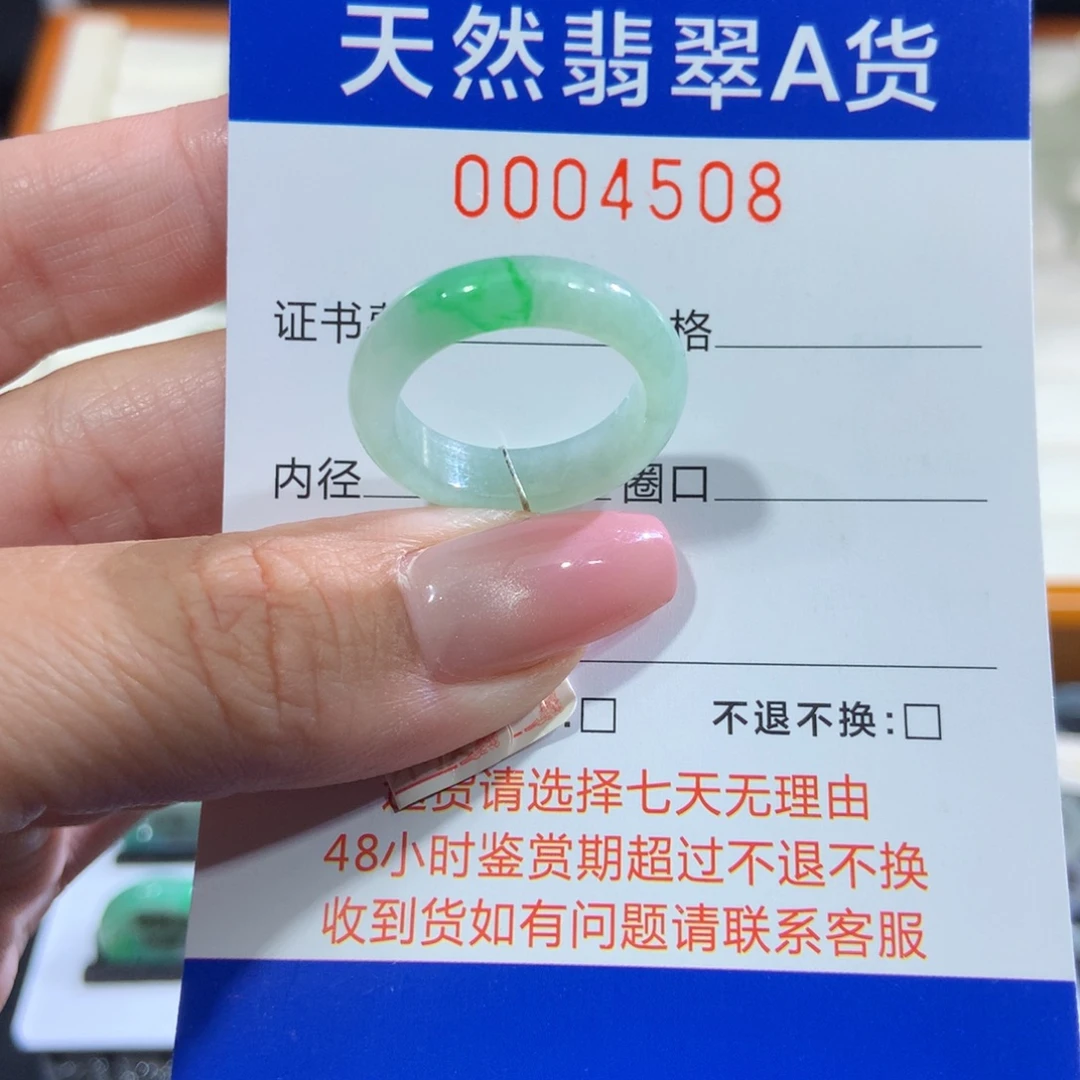 天然翡翠A货
0004508
证书 格
内径 圈口
:□ 不退不换:□
退货请选择七天无理由
48小时鉴赏期超过不退不换
收到货如有问题请联系客服